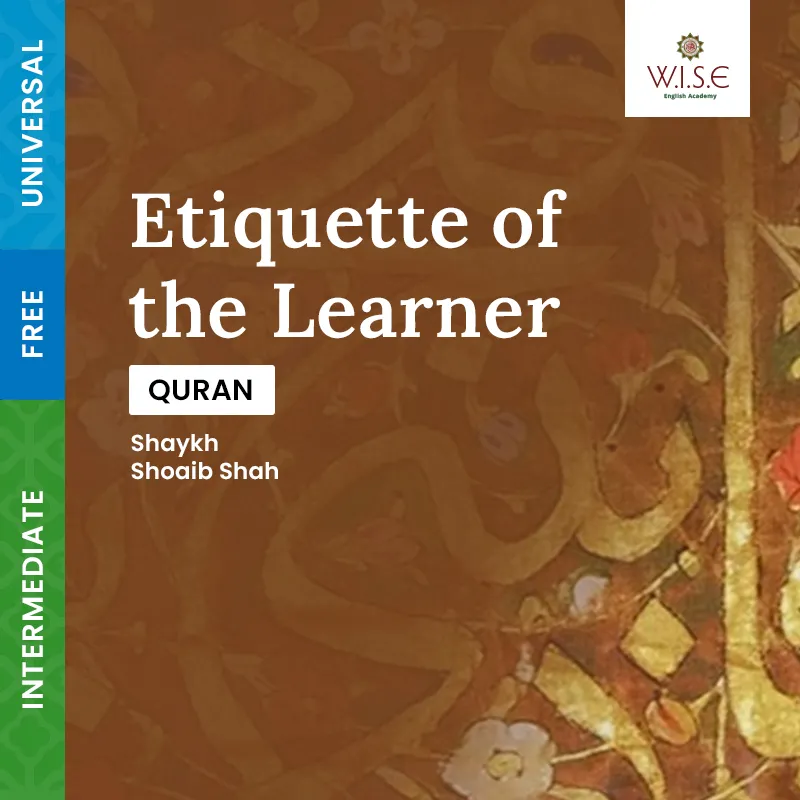 UNIVERSAL
FREE
INTERMEDIATE
W.I.S.E
English Academy
Etiquette of
the Learner
QURAN
Shaykh
Shoaib Shah